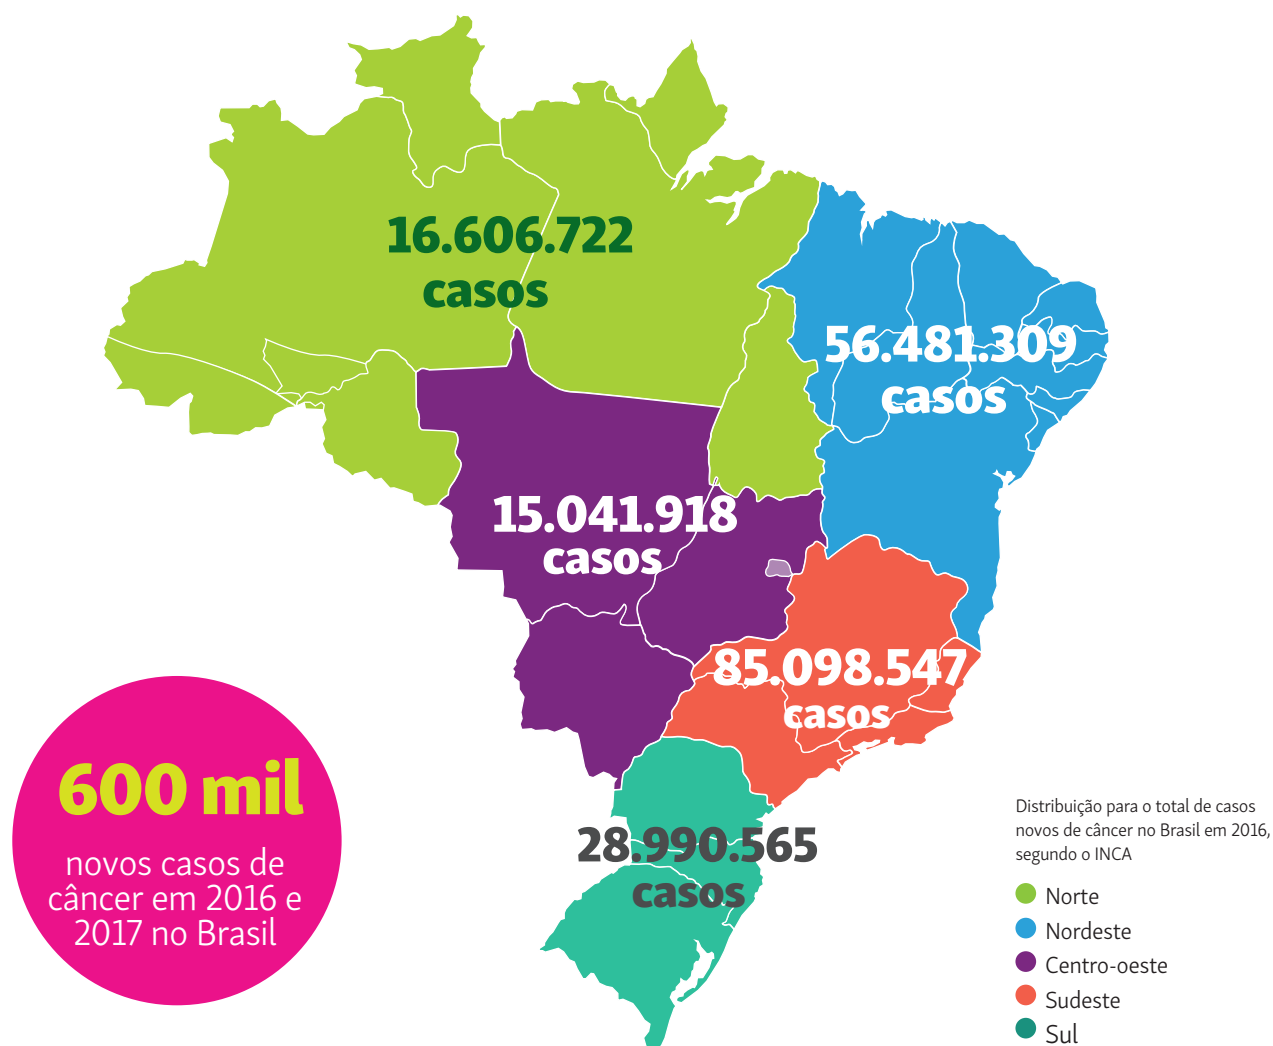 16.606.722
casos
56.481.309
casos
15.041.918
casos
85.098.547
casos
28.990.565
casos
600 mil
novos casos de
câncer em 2016 e
2017 no Brasil
Distribuição para o total de casos
novos de câncer no Brasil em 2016,
segundo o INCA
Norte
Nordeste
Centro-oeste
Sudeste
Sul